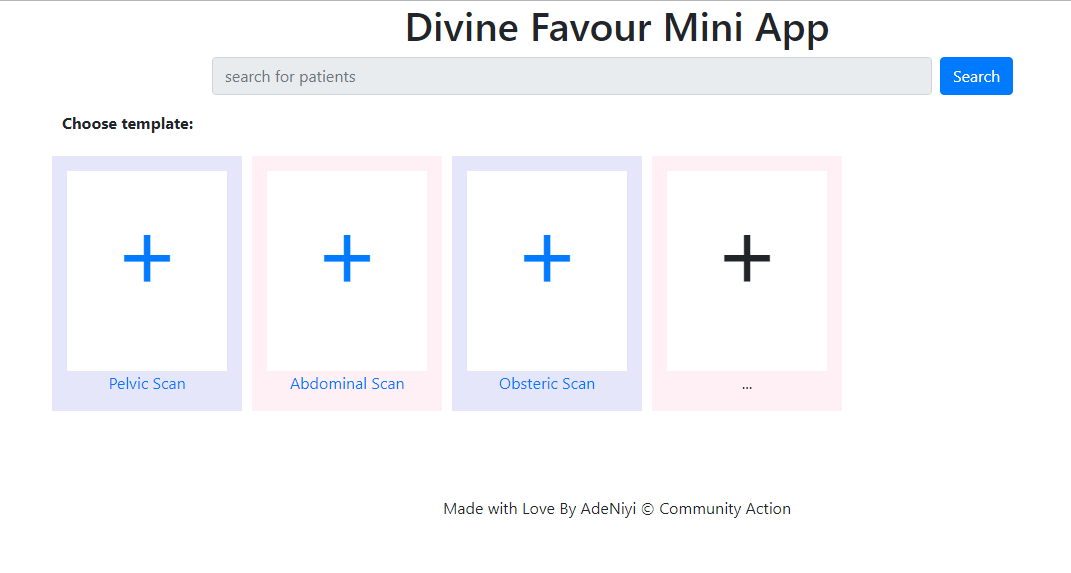 Divine Favour Mini App
search for patients
Search
Choose template:
Pelvic Scan
Abdominal Scan
Obsteric Scan
...
Made with Love By AdeNiyi © Community Action